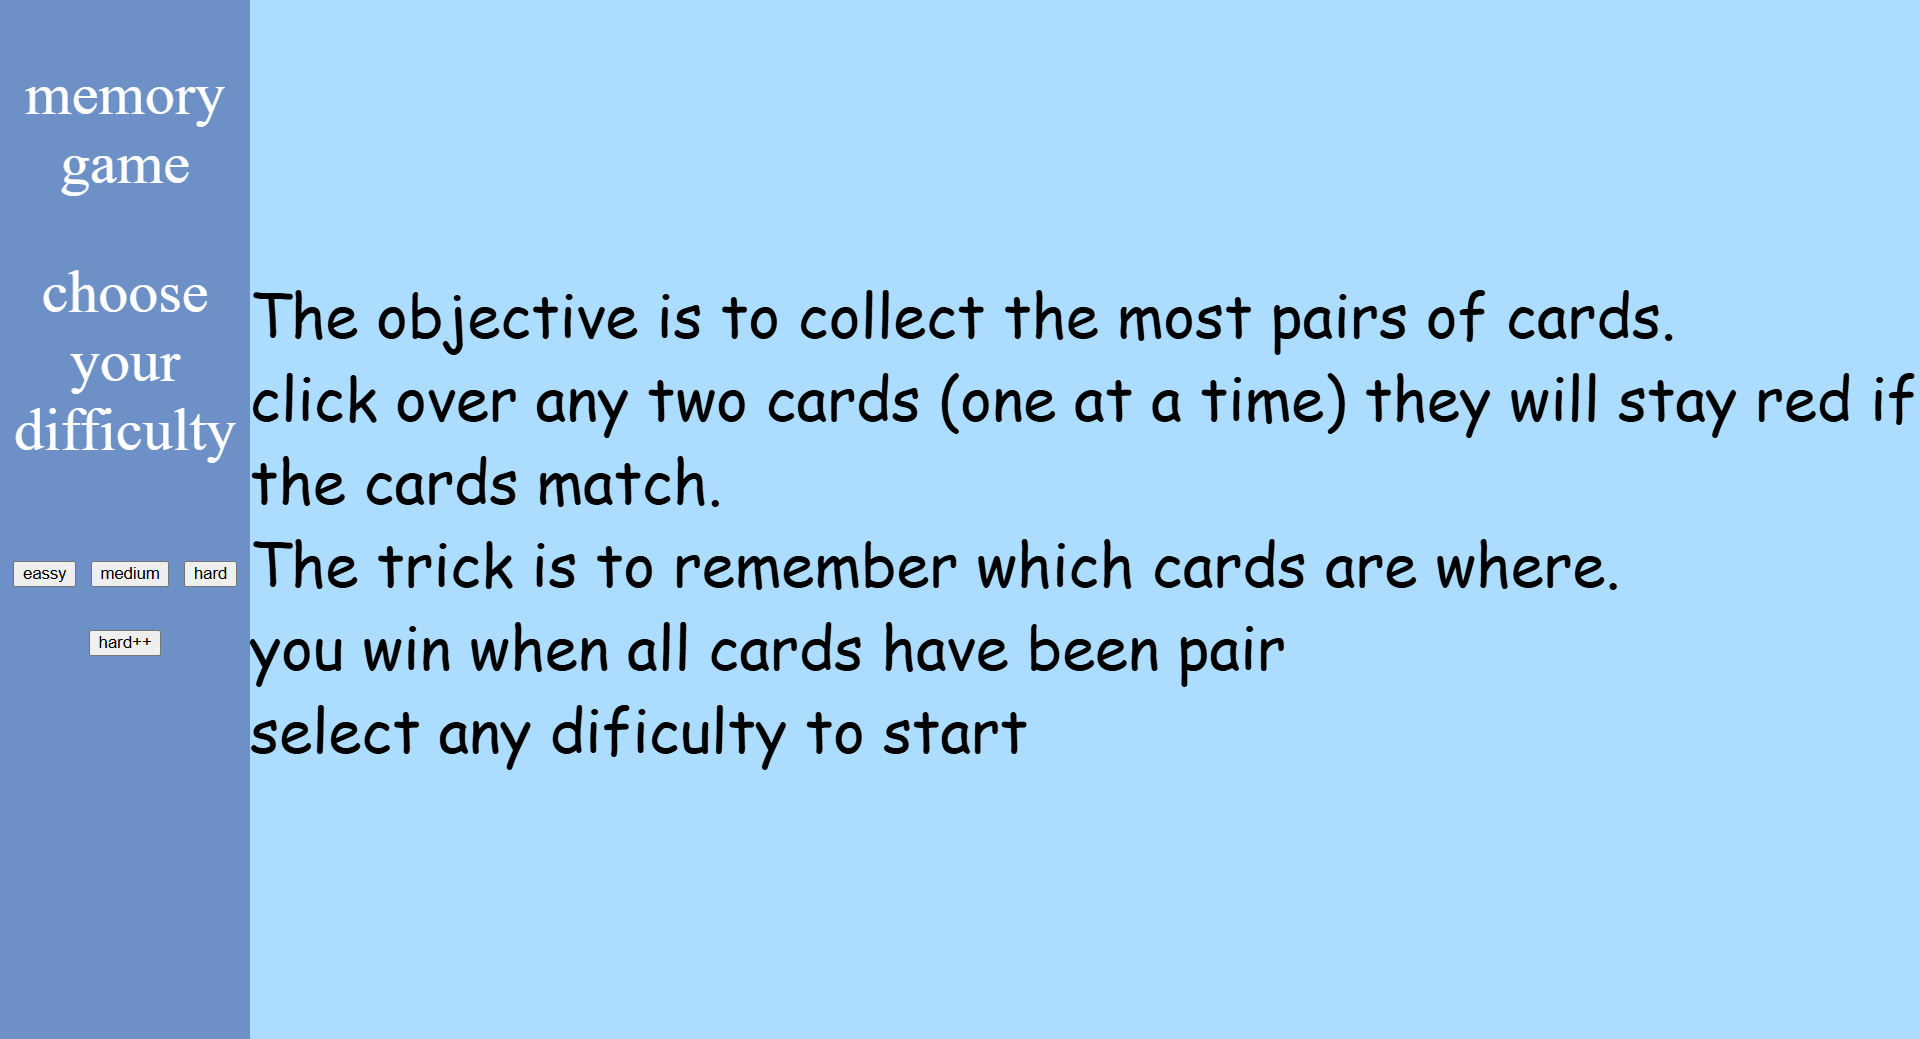 memory
game
choose
your
difficulty
eassy medium hard
hard++
The objective is to collect the most pairs of cards.
click over any two cards (one at a time) they will stay red if
the cards match.
The trick is to remember which cards are where.
you win when all cards have been pair
select any dificulty to start